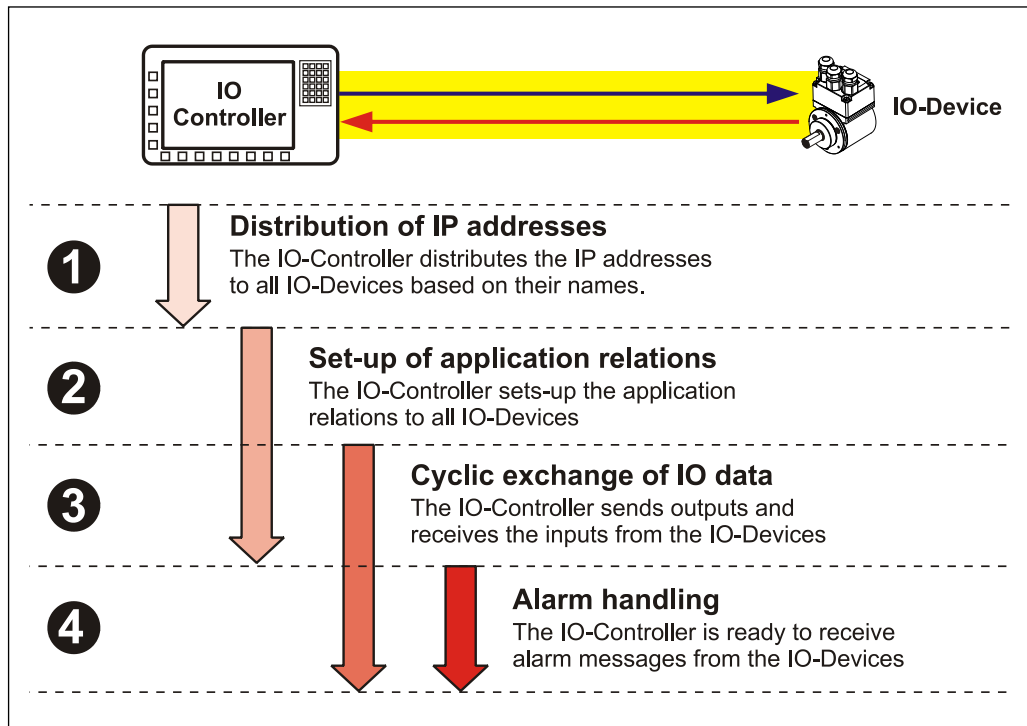 IO
Controller
IO-Device
1
Distribution of IP addresses
The IO-Controller distributes the IP addresses
to all IO-Devices based on their names.
2
Set-up of application relations
The IO-Controller sets-up the application
relations to all IO-Devices
3
Cyclic exchange of IO data
The IO-Controller sends outputs and
receives the inputs from the IO-Devices
4
Alarm handling
The IO-Controller is ready to receive
alarm messages from the IO-Devices